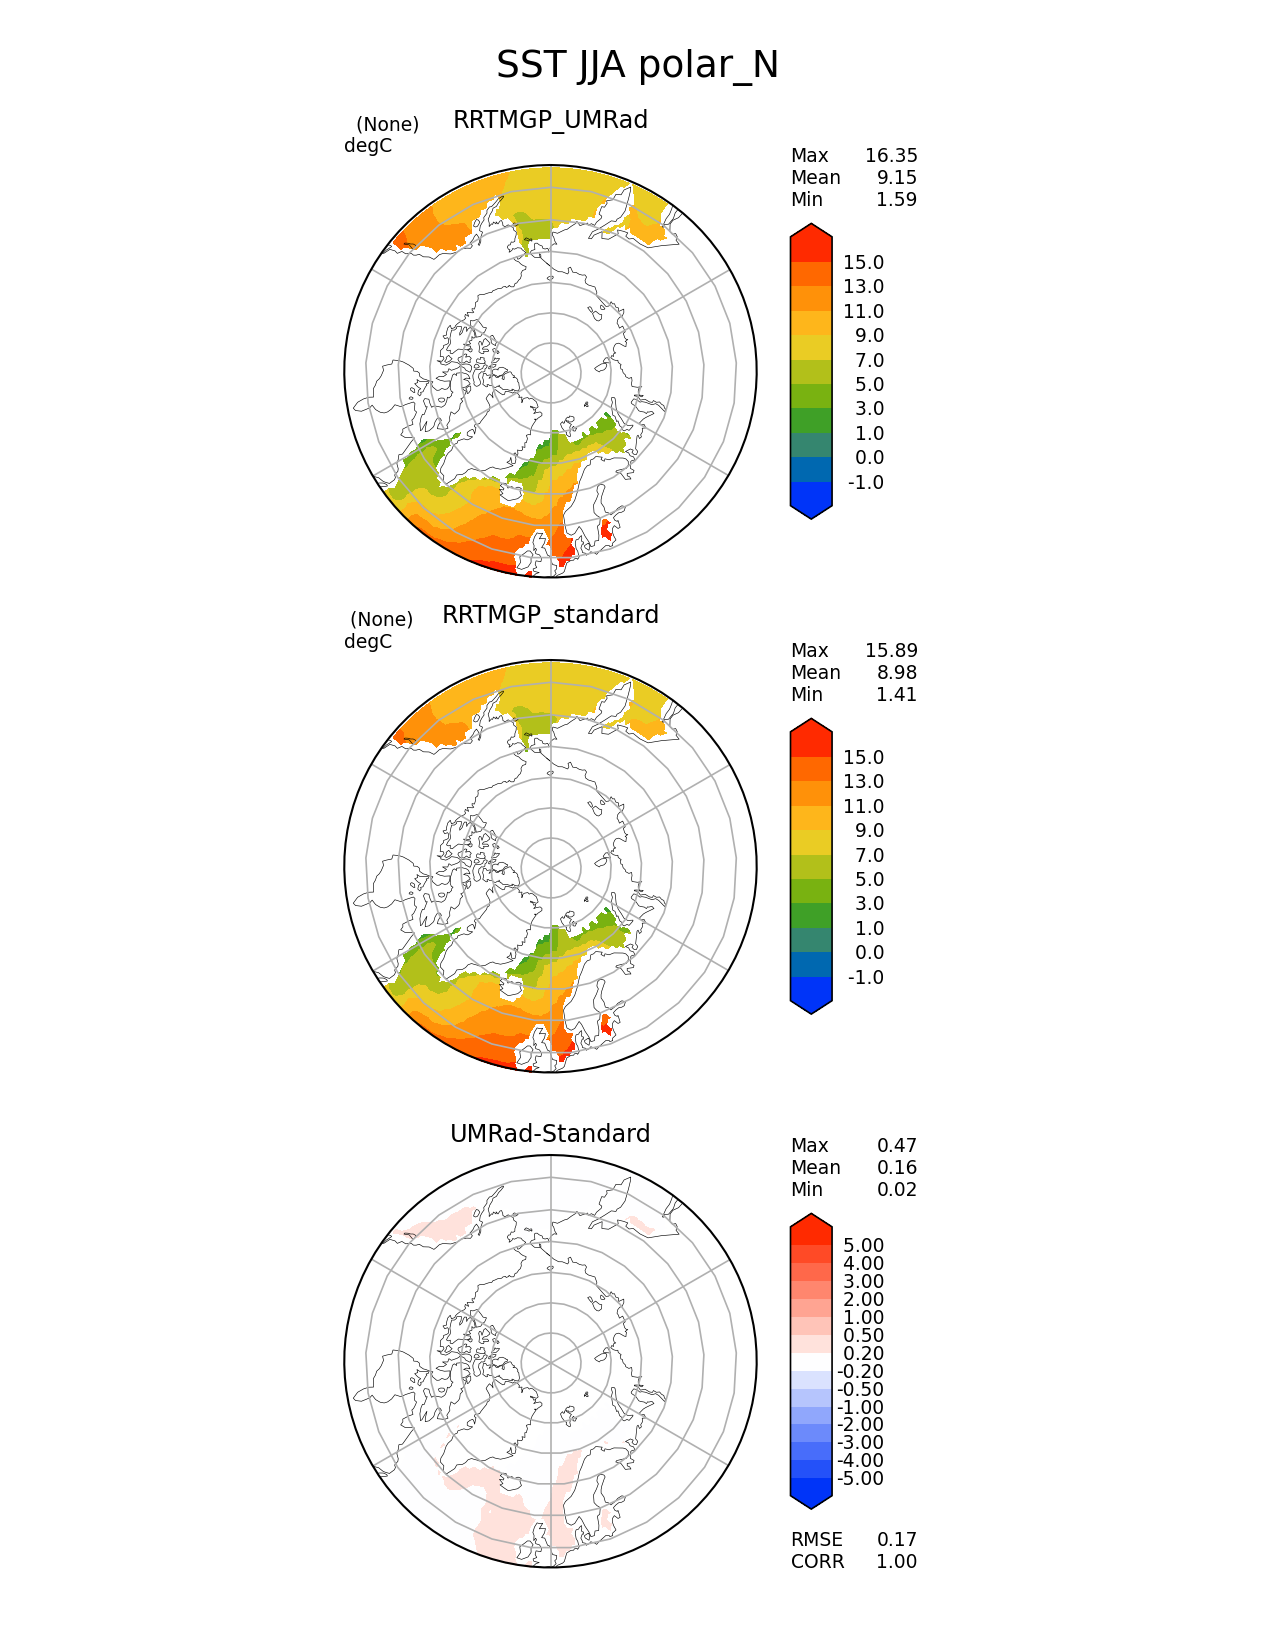 SST JJA polar_N
(None)
RRTMGP_UMRad
degC
Max 16.35
Mean 9.15
Min 1.59
15.0
13.0
11.0
9.0
7.0
5.0
3.0
1.0
0.0
-1.0
(None)
RRTMGP_standard
degC
Max 15.89
Mean 8.98
Min 1.41
15.0
13.0
11.0
9.0
7.0
5.0
3.0
1.0
0.0
-1.0
UMRad-Standard
Max 0.47
Mean 0.16
Min 0.02
5.00
4.00
3.00
2.00
1.00
0.50
0.20
-0.20
-0.50
-1.00
-2.00
-3.00
-4.00
-5.00
RMSE 0.17
CORR 1.00